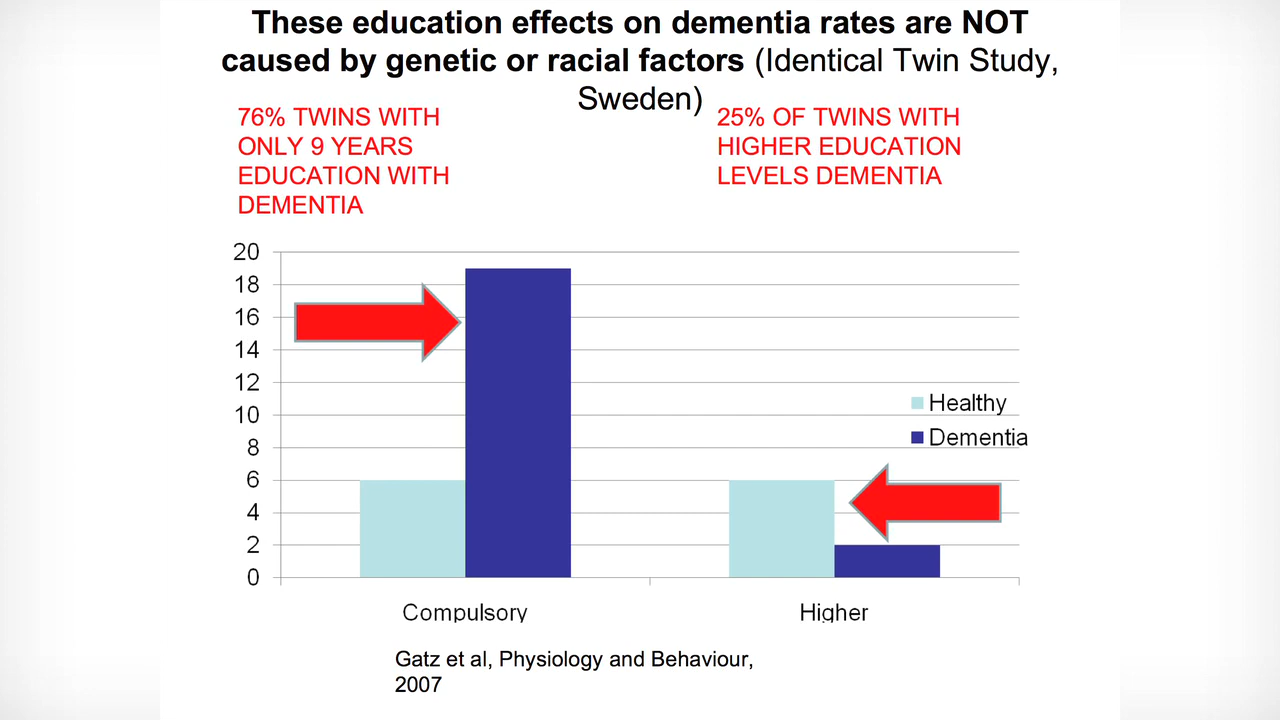 These education effects on dementia rates are NOT
caused by genetic or racial factors (Identical Twin Study,
Sweden)
76% TWINS WITH
ONLY 9 YEARS
EDUCATION WITH
DEMENTIA
25% OF TWINS WITH
HIGHER EDUCATION
LEVELS DEMENTIA
20
18
16
14
12
10
8
6
4
2
0
Healthy
Dementia
Compulsory
Higher
Gatz et al, Physiology and Behaviour,
2007